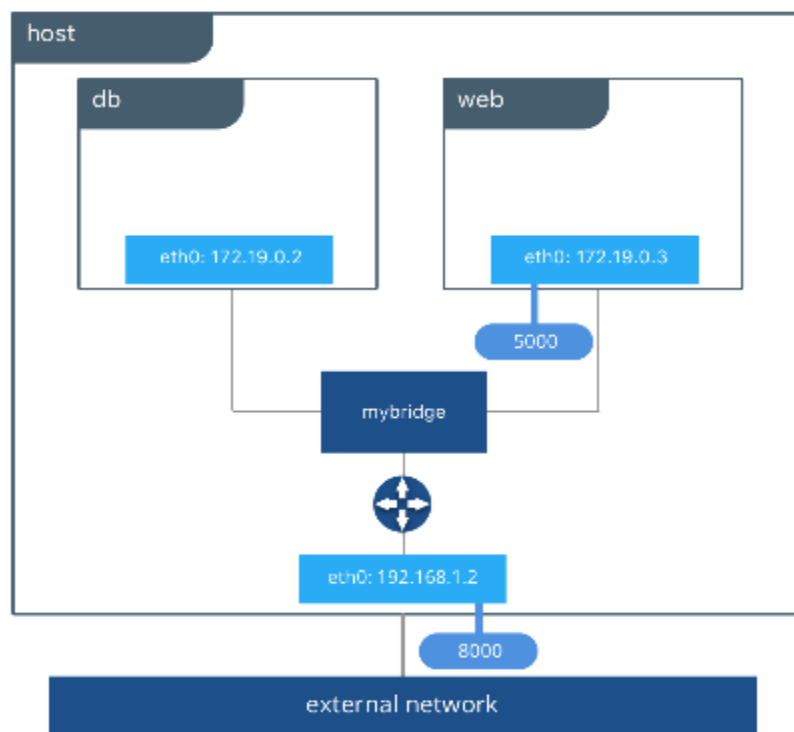 host
db
web
eth0: 172.19.0.2
eth0: 172.19.0.3
5000
mybridge
eth0: 192.168.1.2
8000
external network